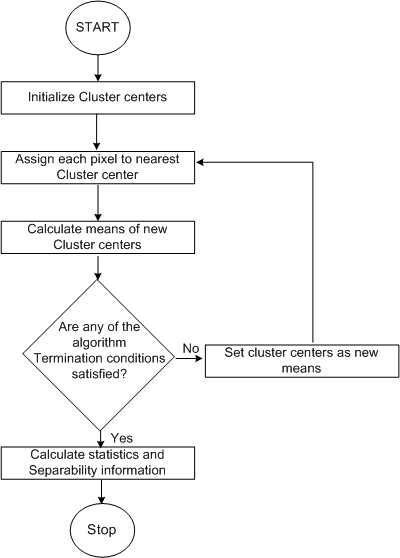 START
Initialize Cluster centers
Assign each pixel to nearest
Cluster center
Calculate means of new
Cluster centers
Are any of the
algorithm
Termination conditions
satisfied?
No
Set cluster centers as new
means
Yes
Calculate statistics and
Separability information
Stop